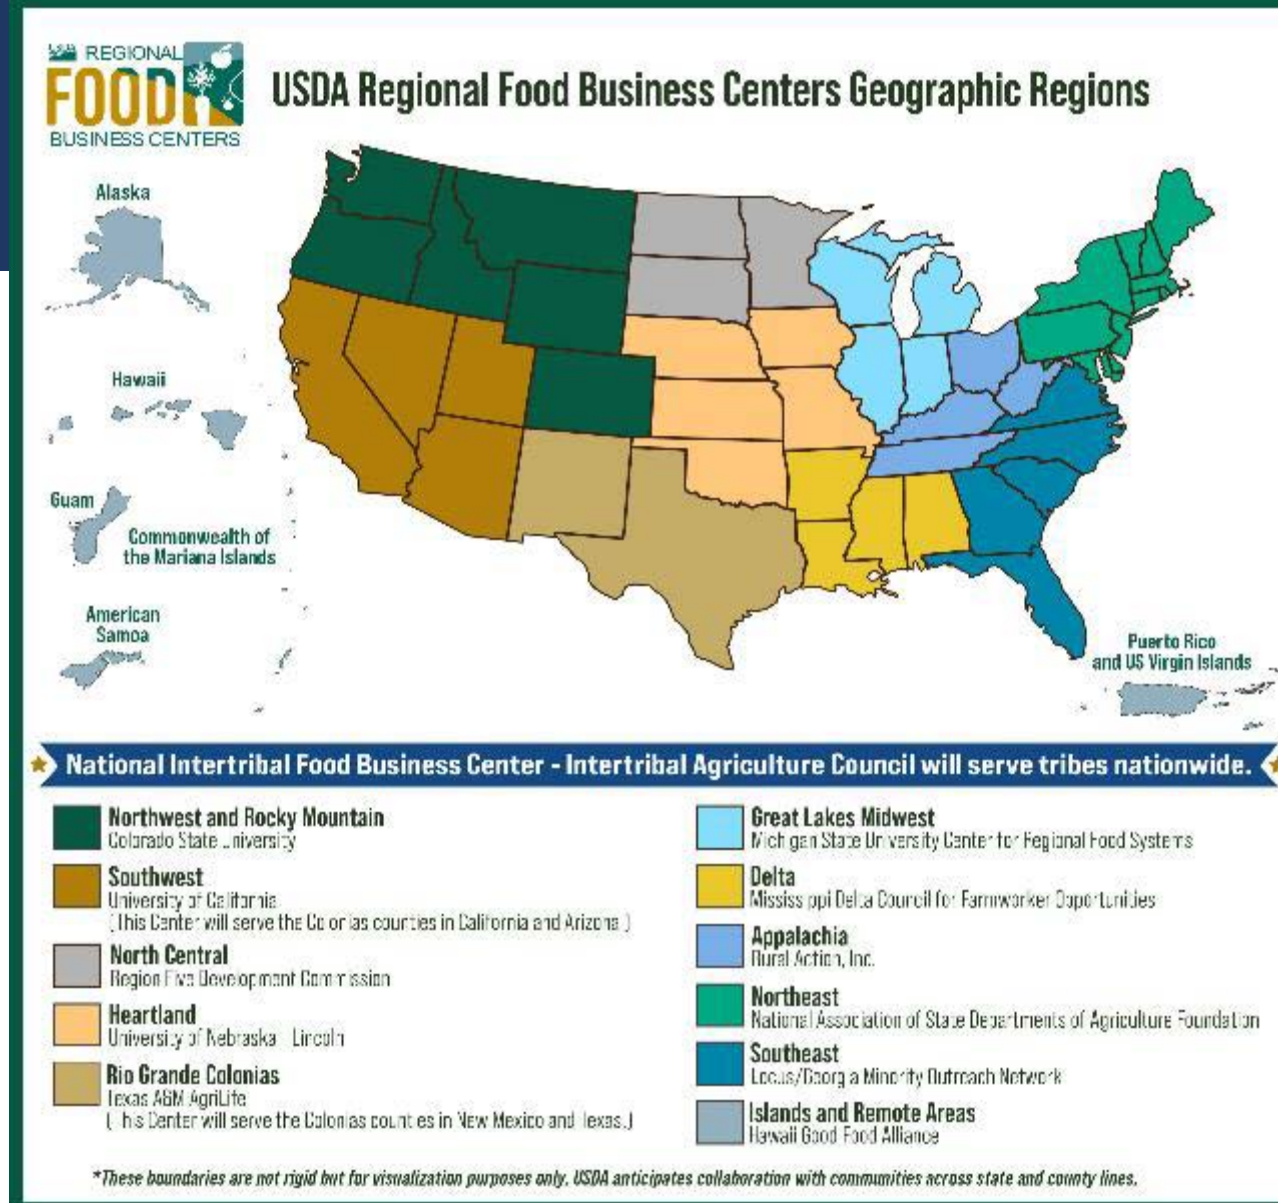 USDA REGIONAL
FOOD
BUSINESS CENTERS
USDA Regional Food Business Centers Geographic Regions
Alaska
Hawaii
Guam
Commonwealth of
the Mariana Islands
American
Samoa
Puerto Rico
and US Virgin Islands
National Intertribal Food Business Center - Intertribal Agriculture Council will serve tribes nationwide.
Northwest and Rocky Mountain
Colorado State University
Southwest
University of California
(This Center will serve the Colonias counties in California and Arizona.)
North Central
Region Five Development Commission
Heartland
University of Nebraska - Lincoln
Rio Grande Colonias
Texas A&M AgriLife
(This Center will serve the Colonias counties in New Mexico and Texas.)
Great Lakes Midwest
Michigan State University Center for Regional Food Systems
Delta
Mississippi Delta Council for Farmworker Opportunities
Appalachia
Rural Action, Inc.
Northeast
National Association of State Departments of Agriculture Foundation
Southeast
Locus/Georgia Minority Outreach Network
Islands and Remote Areas
Hawaii Good Food Alliance
*These boundaries are not rigid but for visualization purposes only. USDA anticipates collaboration with communities across state and county lines.